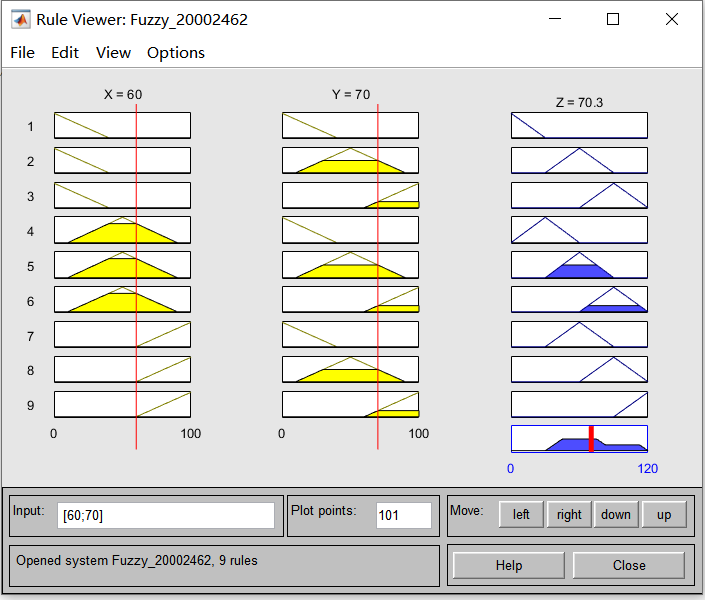 Rule Viewer: Fuzzy_20002462
File Edit View Options
X = 60 Y = 70 Z = 70.3
1
2
3
4
5
6
7
8
9
0 100 0 100
0 120
Input: [60;70] Plot points: 101 Move: left right down up
Opened system Fuzzy_20002462, 9 rules Help Close